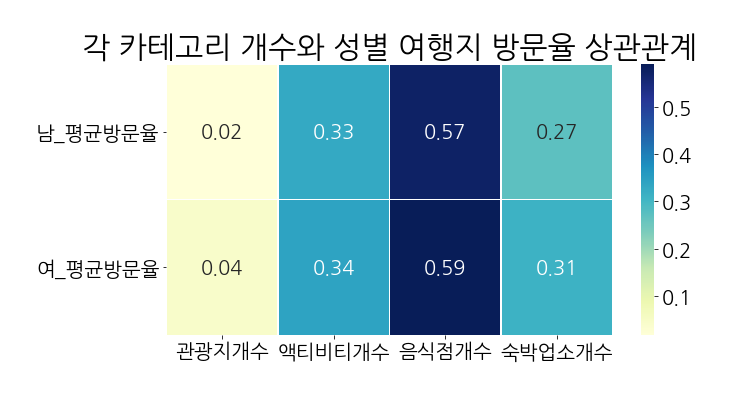 각 카테고리 개수와 성별 여행지 방문율 상관관계
남_평균방문율
0.02 0.33 0.57 0.27
여_평균방문율
0.04 0.34 0.59 0.31
관광지개수 액티비티개수 음식점개수 숙박업소개수
0.5
0.4
0.3
0.2
0.1